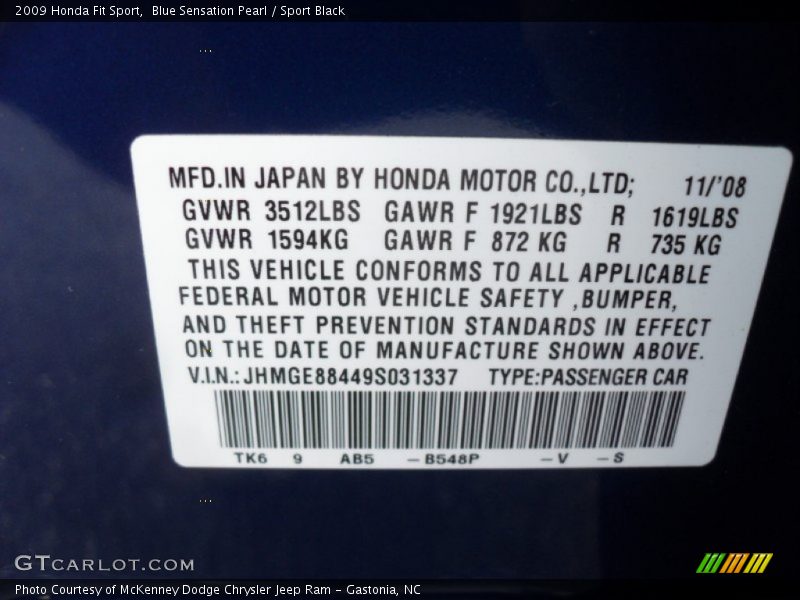 2009 Honda Fit Sport,  Blue Sensation Pearl / Sport Black
MFD.IN JAPAN BY HONDA MOTOR CO.,LTD; 11/'08
GVWR 3512LBS GAWR F 1921LBS R 1619LBS
GVWR 1594KG GAWR F 872 KG R 735 KG
THIS VEHICLE CONFORMS TO ALL APPLICABLE
FEDERAL MOTOR VEHICLE SAFETY ,BUMPER,
AND THEFT PREVENTION STANDARDS IN EFFECT
ON THE DATE OF MANUFACTURE SHOWN ABOVE.
V.I.N.: JHMGE88449S031337 TYPE:PASSENGER CAR
TK6 9 AB5 -B548P -V -S
GTCARLOT.COM
Photo Courtesy of McKenney Dodge Chrysler Jeep Ram - Gastonia, NC